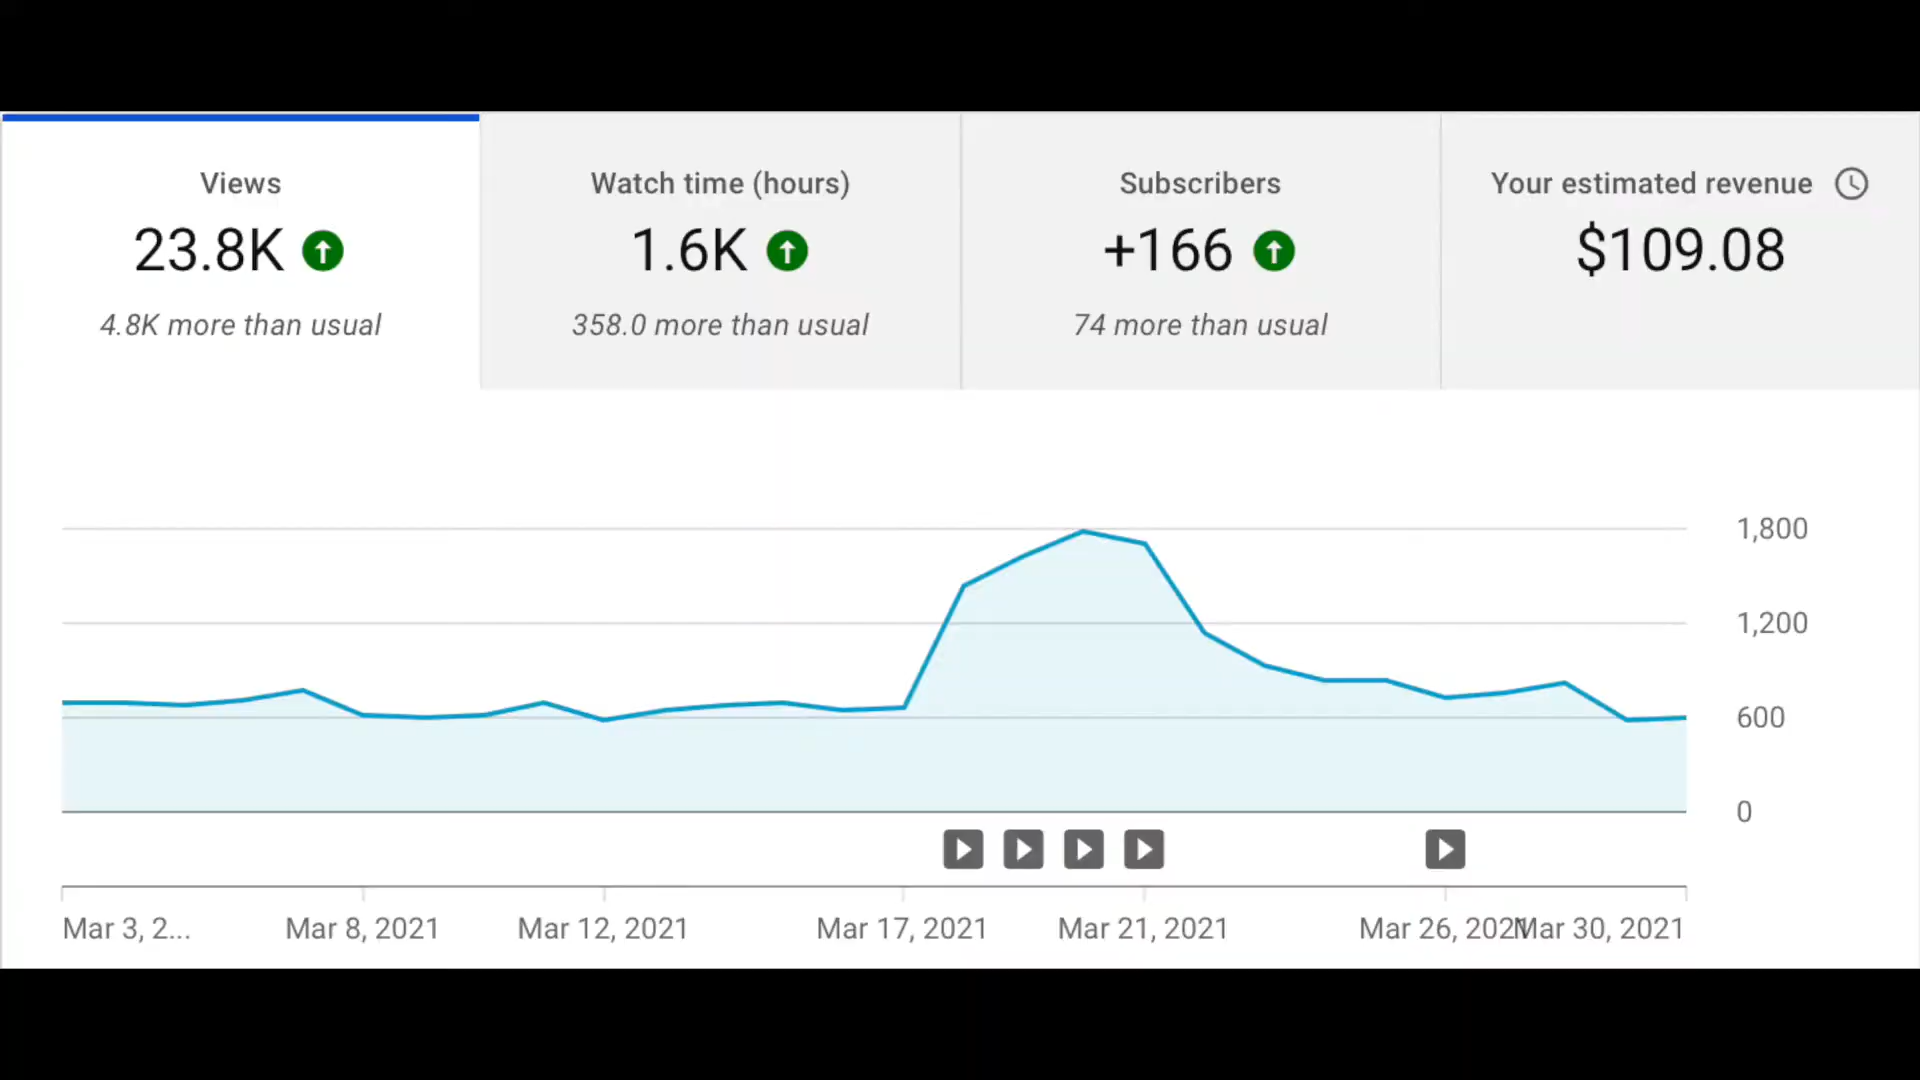 Views
23.8K
4.8K more than usual
Watch time (hours)
1.6K
358.0 more than usual
Subscribers
+166
74 more than usual
Your estimated revenue
$109.08
1,800
1,200
600
0
Mar 3, 2... Mar 8, 2021 Mar 12, 2021 Mar 17, 2021 Mar 21, 2021 Mar 26, 2021 Mar 30, 2021